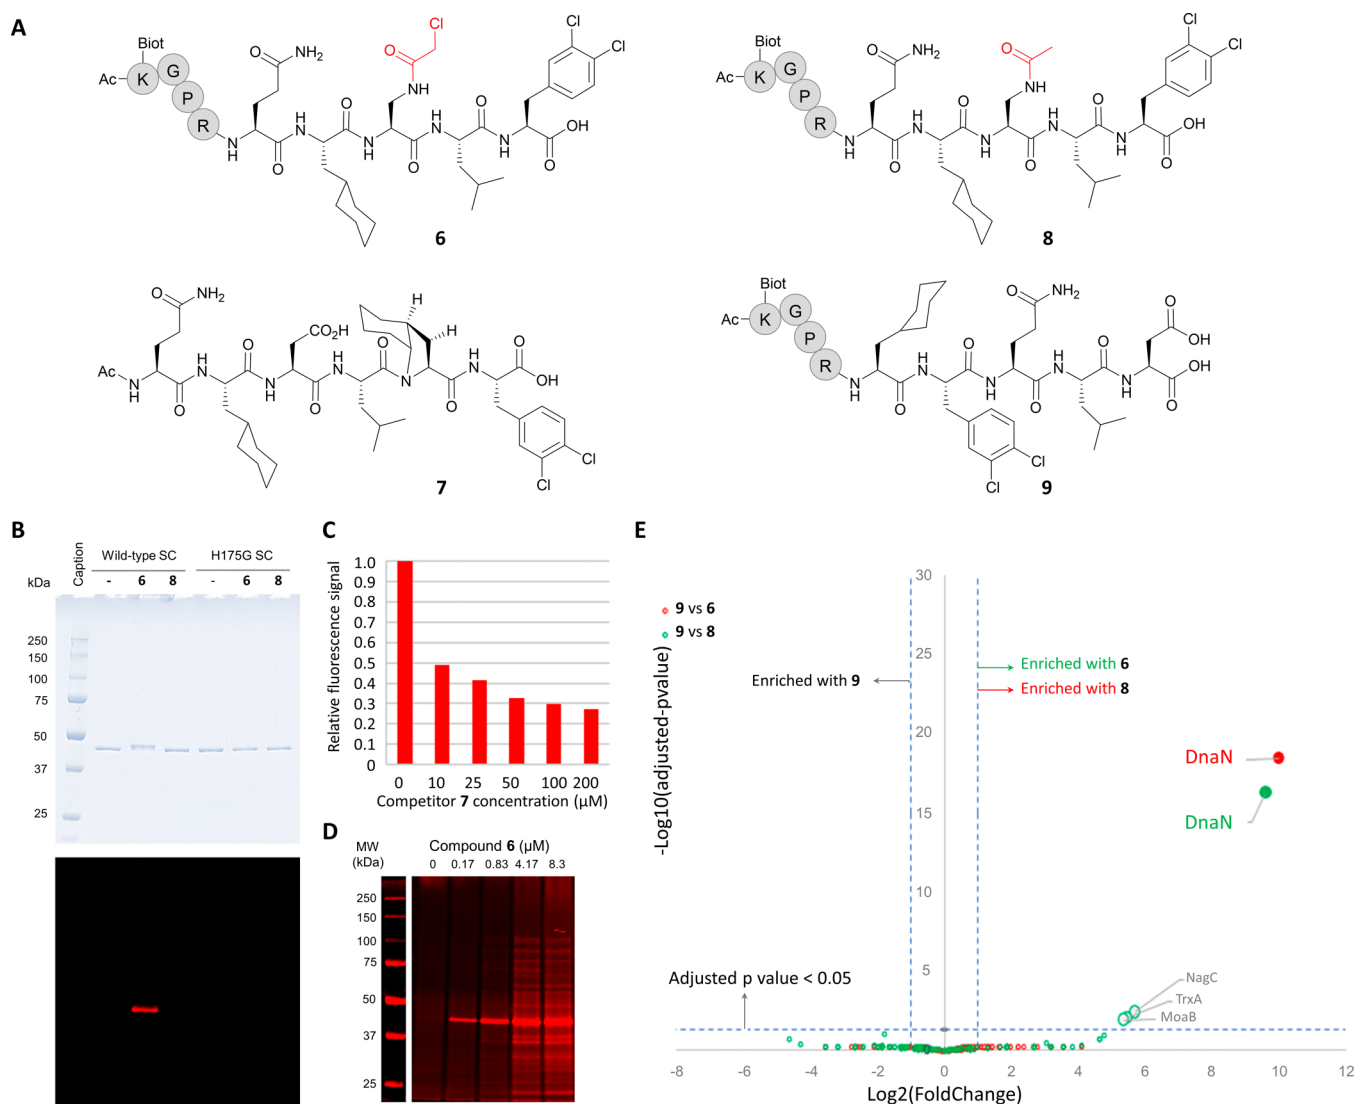 A
Biot
Ac
K
G
P
R
O
NH2
O
Cl
NH
Cl
Cl
N
H
O
H
N
O
N
H
O
H
N
O
N
H
O
OH
O
6
Biot
Ac
K
G
P
R
O
NH2
O
NH
Cl
Cl
N
H
O
H
N
O
N
H
O
H
N
O
N
H
O
OH
O
8
O
NH2
CO2H
H
H
Ac
N
H
O
H
N
O
N
H
O
H
N
O
N
O
H
N
O
OH
Cl
Cl
7
Biot
Ac
K
G
P
R
O
NH2
O
OH
N
H
O
H
N
O
N
H
O
H
N
O
N
H
OH
O
Cl
Cl
9
B
Caption
Wild-type SC
H175G SC
kDa
- 6 8 - 6 8
250
150
100
75
50
37
25
C
Relative fluorescence signal
1.0
0.9
0.8
0.7
0.6
0.5
0.4
0.3
0.2
0.1
0
0 10 25 50 100 200
Competitor 7 concentration (µM)
D
MW
(kDa)
Compound 6 (µM)
0 0.17 0.83 4.17 8.3
250
150
100
75
50
37
25
E
-Log10(adjusted-pvalue)
30
25
20
15
10
5
9 vs 6
9 vs 8
Enriched with 9
Enriched with 6
Enriched with 8
DnaN
DnaN
Adjusted p value < 0.05
NagC
TrxA
MoaB
-8 -6 -4 -2 0 2 4 6 8 10 12
Log2(FoldChange)